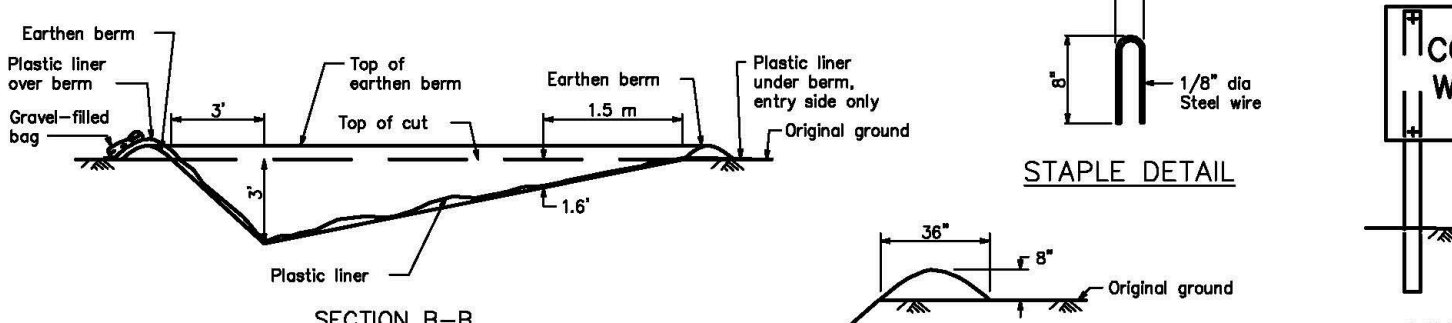 Earthen berm
Plastic liner
over berm
Gravel-filled
bag
3'
Top of
earthen berm
Top of cut
Earthen berm
1.5 m
Plastic liner
under berm,
entry side only
Original ground
3'
1.6'
Plastic liner
SECTION B-B
8"
1/8" dia
Steel wire
STAPLE DETAIL
36"
8"
Original ground